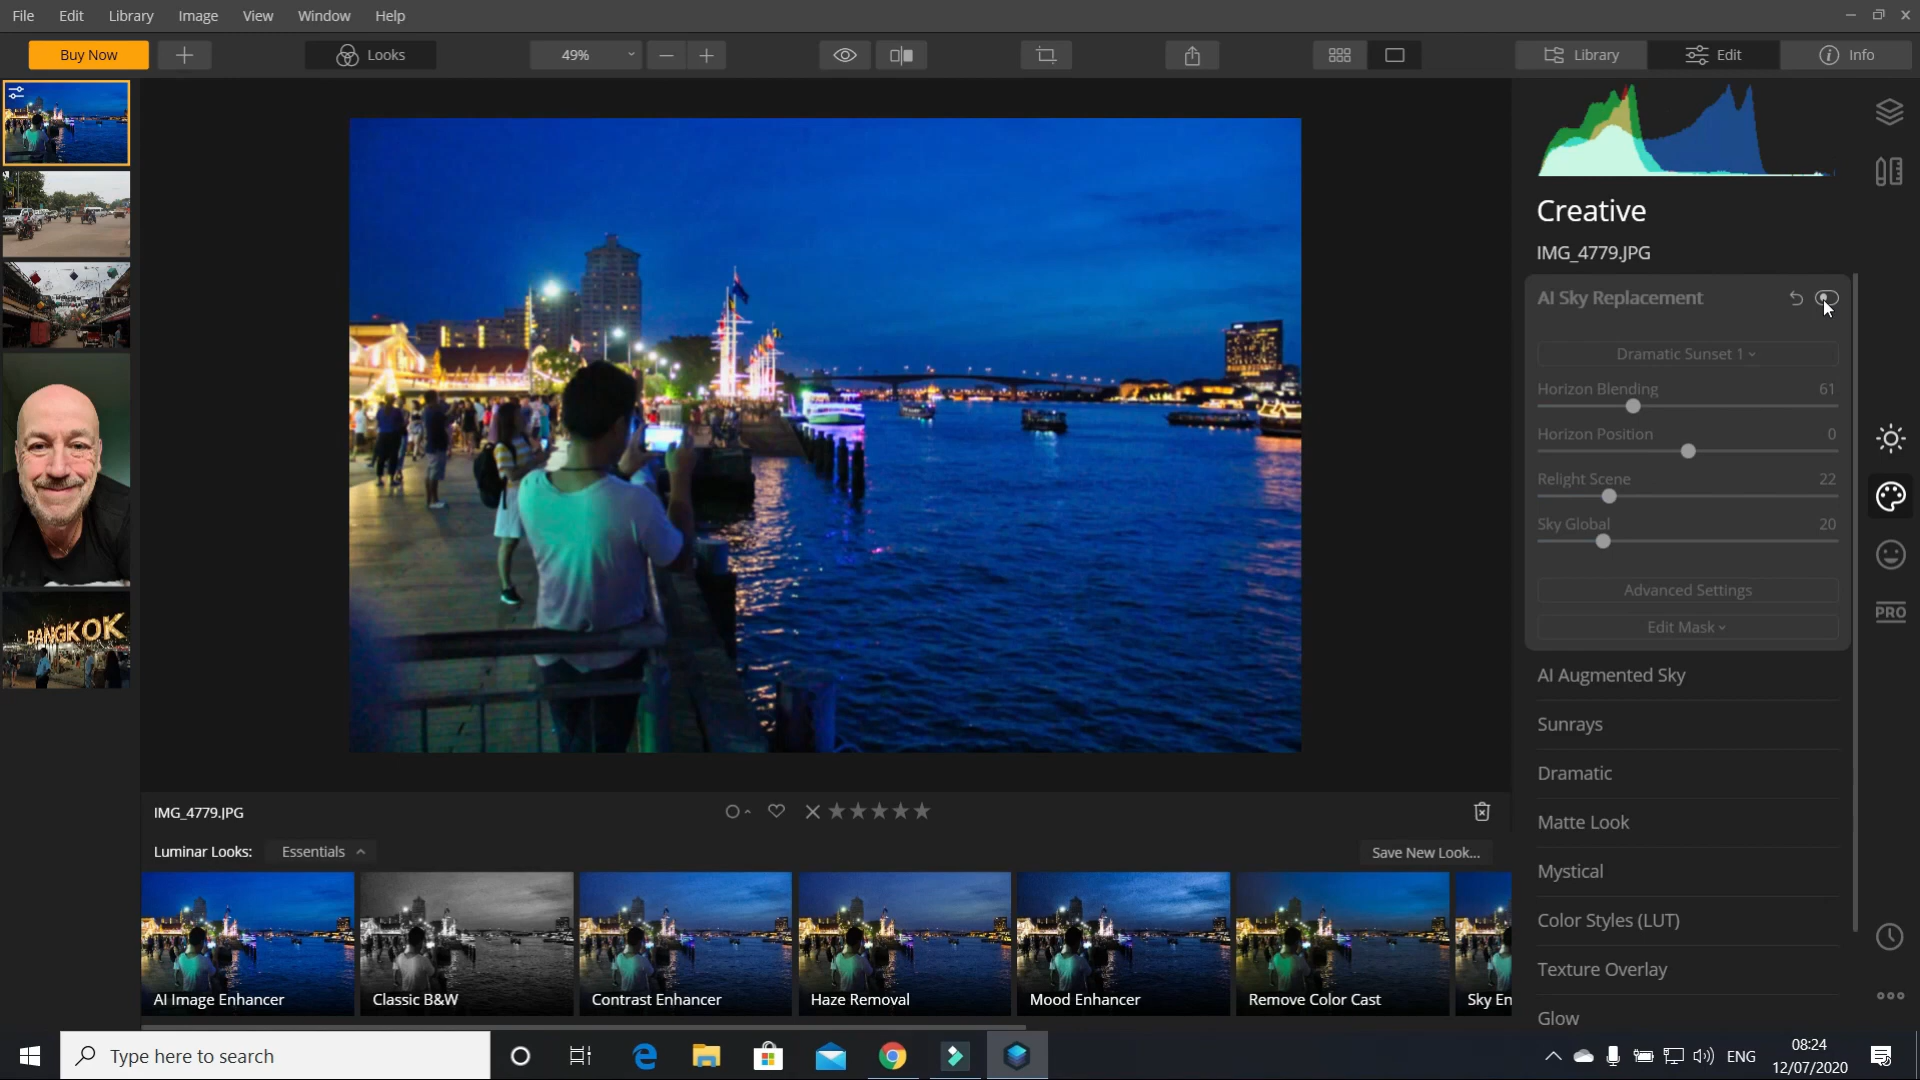 File Edit Library Image View Window Help
Buy Now
Looks
49%
Library
Edit
Info
Creative
IMG_4779.JPG
AI Sky Replacement
Dramatic Sunset 1
Horizon Blending 61
Horizon Position 0
Relight Scene 22
Sky Global 20
Advanced Settings
Edit Mask
AI Augmented Sky
Sunrays
Dramatic
Matte Look
Mystical
Color Styles (LUT)
Texture Overlay
Glow
PRO
BANGKOK
IMG_4779.JPG
Luminar Looks: Essentials
Save New Look...
AI Image Enhancer
Classic B&W
Contrast Enhancer
Haze Removal
Mood Enhancer
Remove Color Cast
Sky En
Type here to search
ENG
08:24
12/07/2020